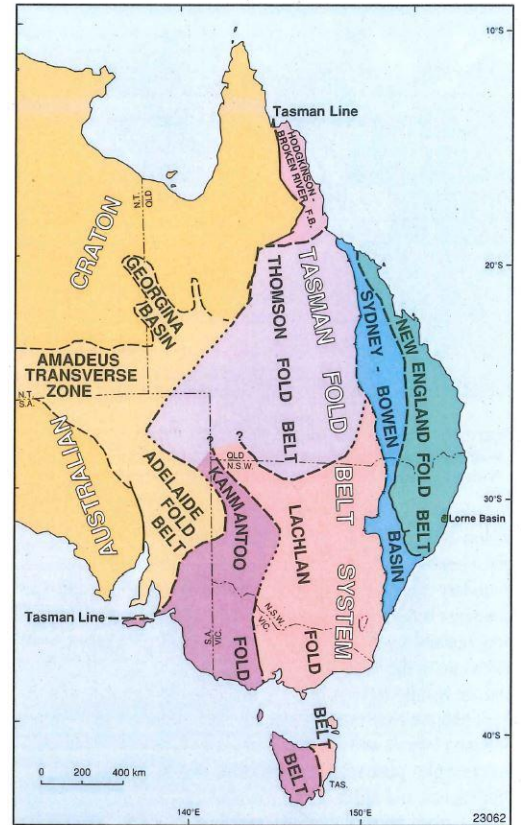 10°S
Tasman Line
HODGKINSON -
BROKEN RIVER F.B.
N.T.
QLD
CRATON
20°S
GEORGINA
BASIN
TASMAN FOLD BELT SYSTEM
THOMSON FOLD BELT
SYDNEY BOWEN BASIN
NEW ENGLAND FOLD BELT
AMADEUS
TRANSVERSE
ZONE
N.T.
S.A.
AUSTRALIAN
?
?
QLD
N.S.W.
ADELAIDE
FOLD
BELT
KANMANTOO FOLD BELT
LACHLAN FOLD BELT
30°S
Lorne Basin
Tasman Line
N.S.W.
VIC.
S.A.
VIC.
40°S
TAS.
0 200 400 km
140°E
150°E
23062